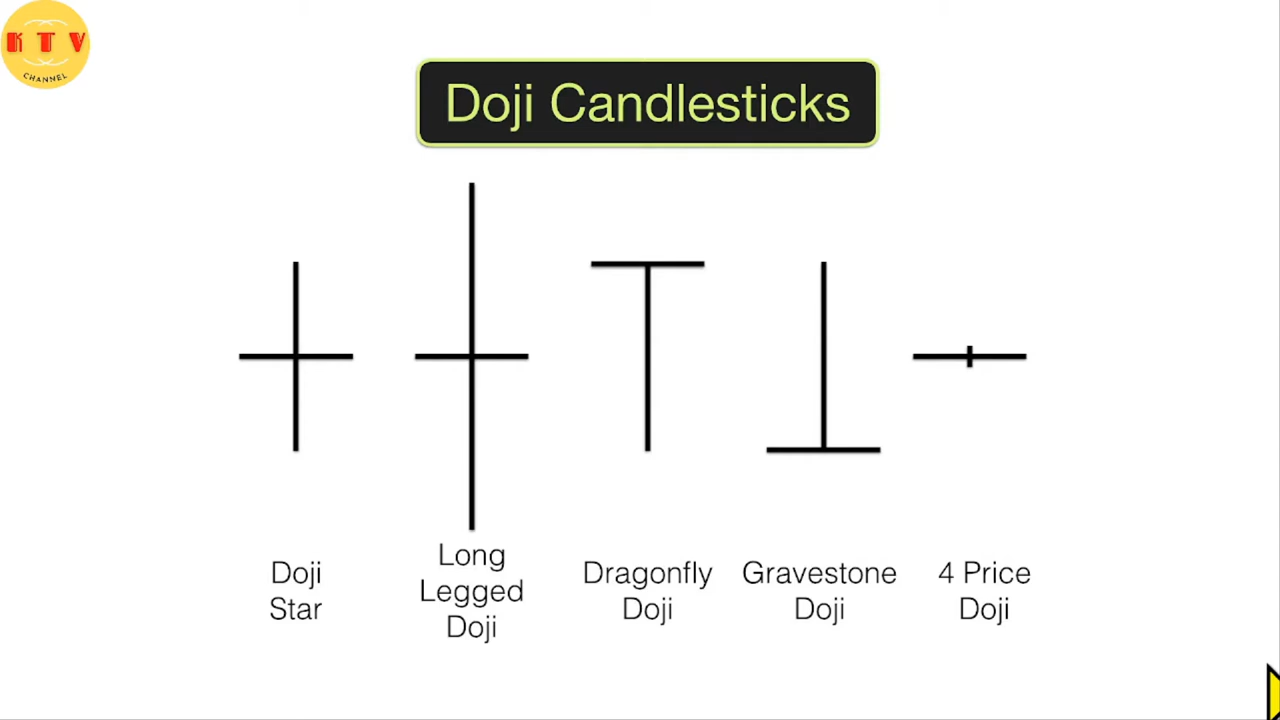 K T V
CHANNEL
Doji Candlesticks
Doji
Star
Long
Legged
Doji
Dragonfly
Doji
Gravestone
Doji
4 Price
Doji